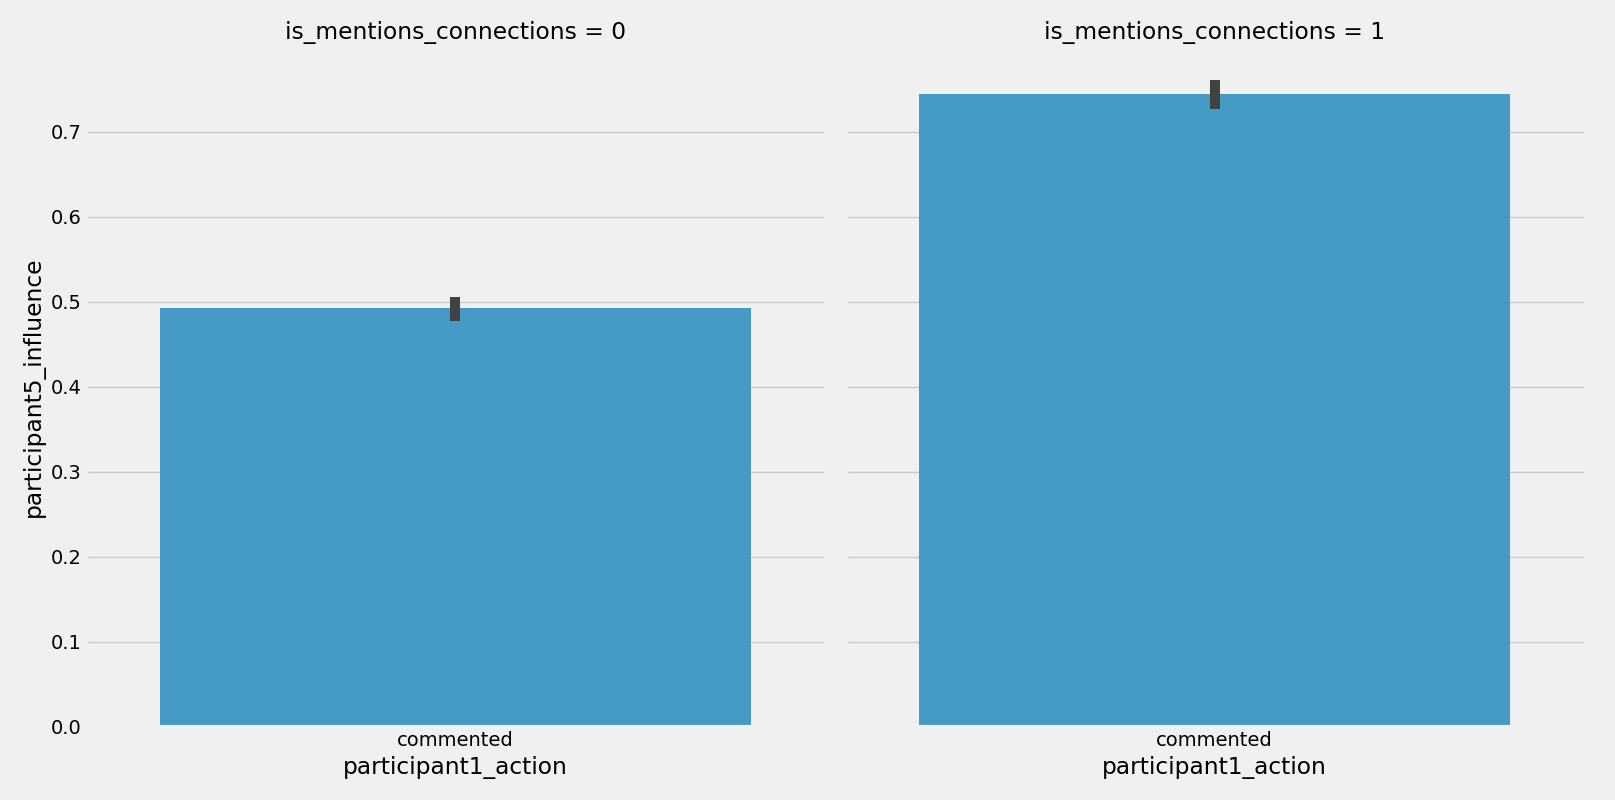 is_mentions_connections = 0
is_mentions_connections = 1
participant5_influence
0.7
0.6
0.5
0.4
0.3
0.2
0.1
0.0
commented
commented
participant1_action
participant1_action